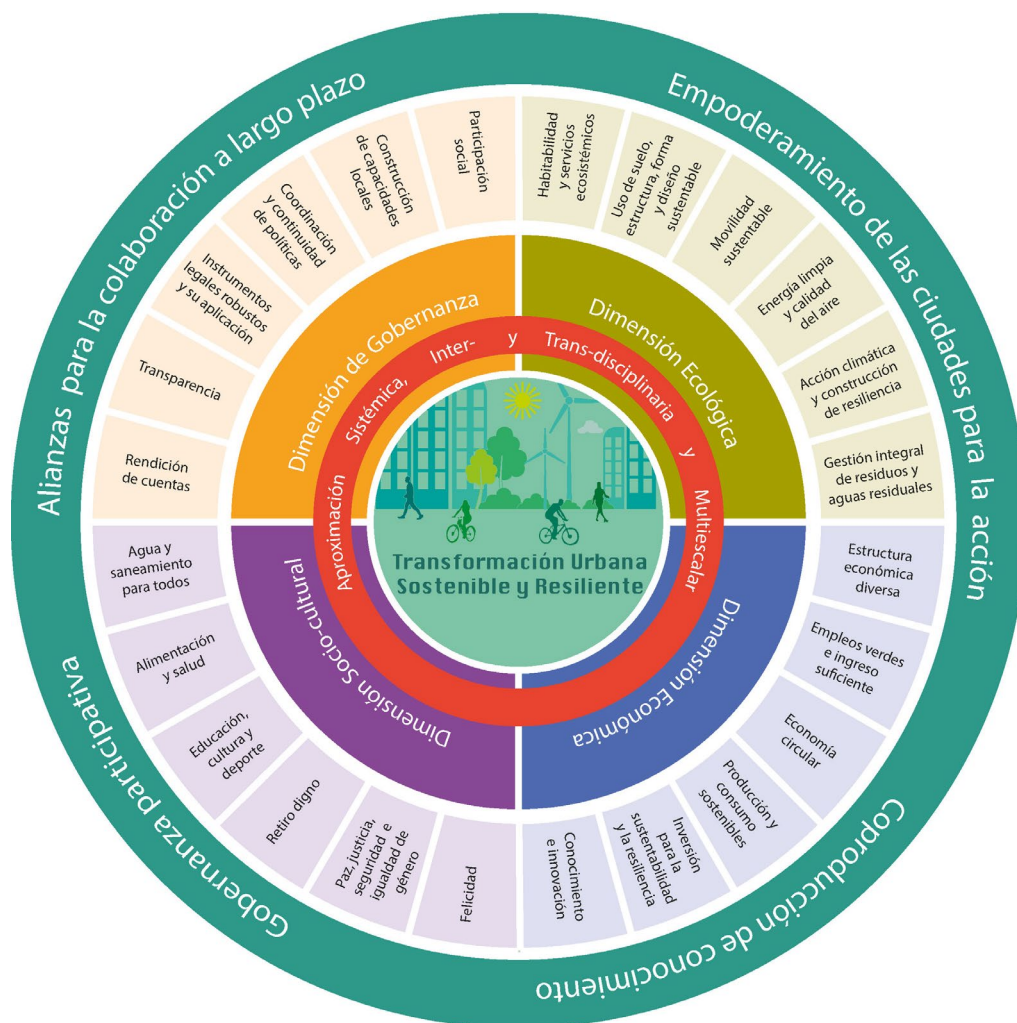 Alianzas para la colaboración a largo plazo
Empoderamiento de las ciudades para la acción
Coproducción de conocimiento
Gobernanza participativa
Participación
social
Construcción
de capacidades
locales
Coordinación
y continuidad
de políticas
Instrumentos
legales robustos
y su aplicación
Transparencia
Rendición
de cuentas
Habitabilidad
y servicios
ecosistémicos
Uso de suelo,
estructura, forma
y diseño
sustentable
Movilidad
sustentable
Energía limpia
y calidad
del aire
Acción climática
y construcción
de resiliencia
Gestión integral
de residuos y
aguas residuales
Estructura
económica
diversa
Empleos verdes
e ingreso
suficiente
Economía
circular
Producción y
consumo
sostenibles
Inversión
para la
sustentabilidad
y la resiliencia
Conocimiento
e innovación
Agua y
saneamiento
para todos
Alimentación
y salud
Educación,
cultura y
deporte
Retiro digno
Paz, justicia,
seguridad e
igualdad de
género
Felicidad
Dimensión de Gobernanza
Dimensión Ecológica
Dimensión Económica
Dimensión Socio-cultural
Aproximación Sistémica, Inter- y Trans-disciplinaria y Multiescalar
Transformación Urbana
Sostenible y Resiliente